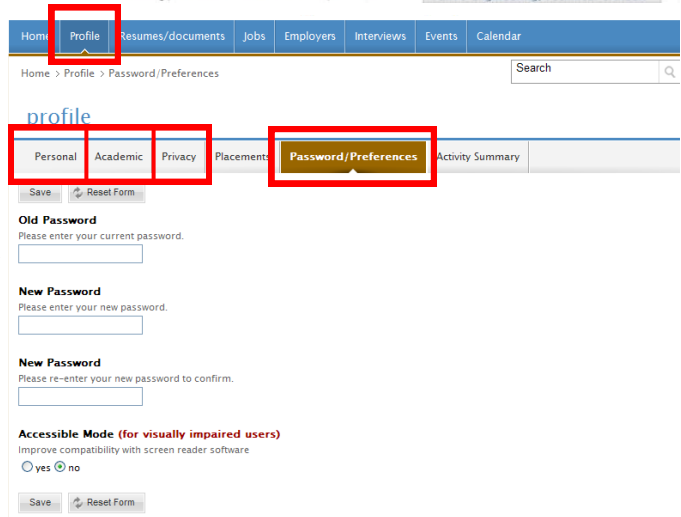 Home Profile Resumes/documents Jobs Employers Interviews Events Calendar
Home > Profile > Password/Preferences
Search
profile
Personal Academic Privacy Placements Password/Preferences Activity Summary
Save Reset Form
Old Password
Please enter your current password.
New Password
Please enter your new password.
New Password
Please re-enter your new password to confirm.
Accessible Mode (for visually impaired users)
Improve compatibility with screen reader software
yes no
Save Reset Form